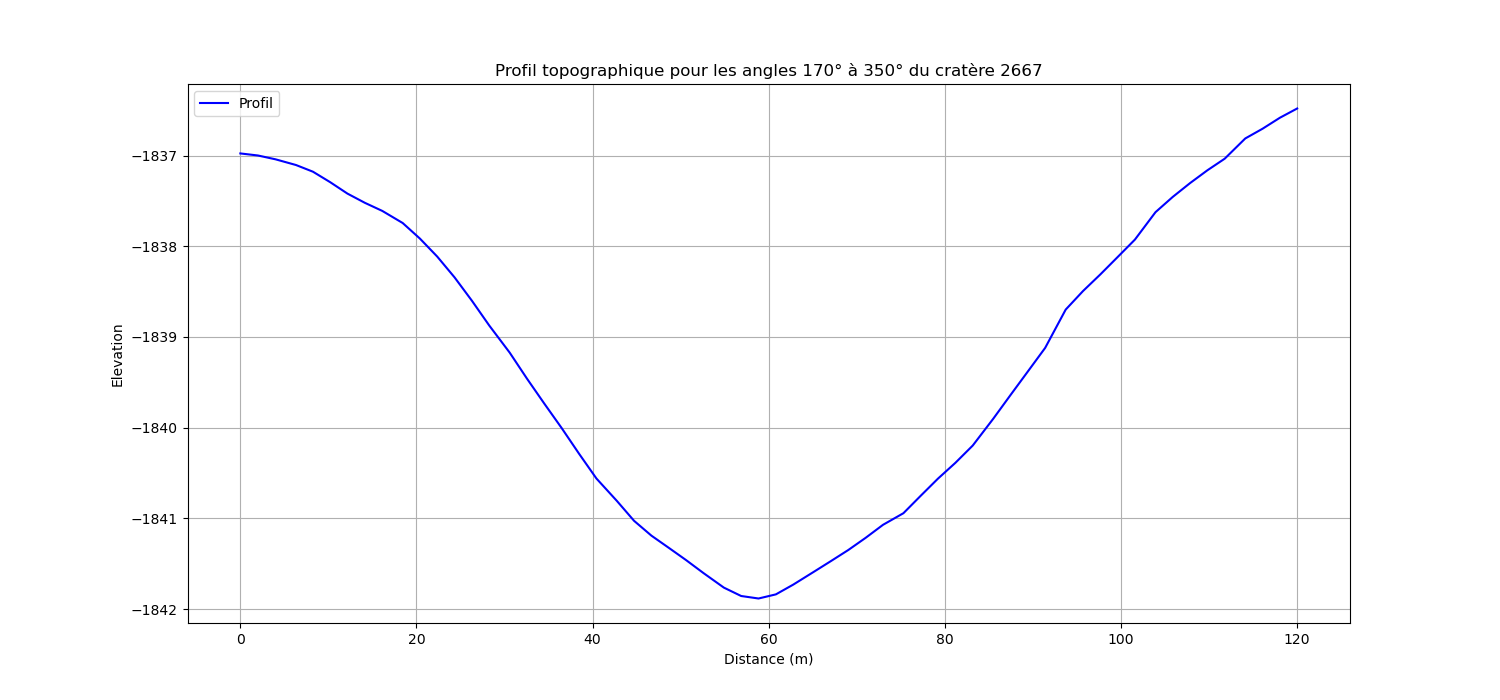 Profil topographique pour les angles 170° à 350° du cratère 2667
Profil
−1837
−1838
−1839
−1840
−1841
−1842
Elevation
0 20 40 60 80 100 120
Distance (m)